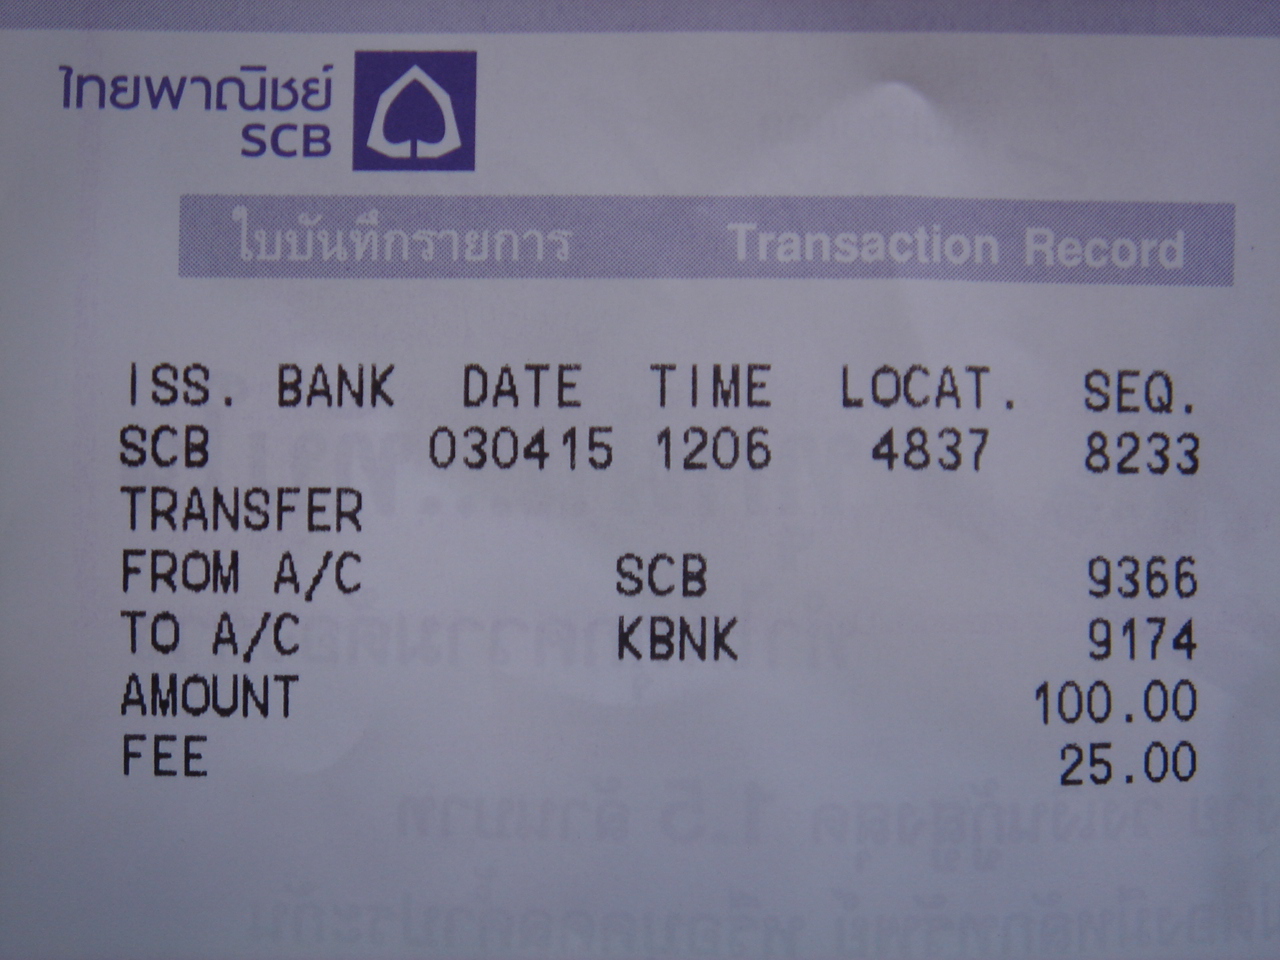 ไทยพาณิชย์
SCB
ใบบันทึกรายการ Transaction Record
ISS. BANK DATE TIME LOCAT. SEQ.
SCB 030415 1206 4837 8233
TRANSFER
FROM A/C SCB 9366
TO A/C KBNK 9174
AMOUNT 100.00
FEE 25.00